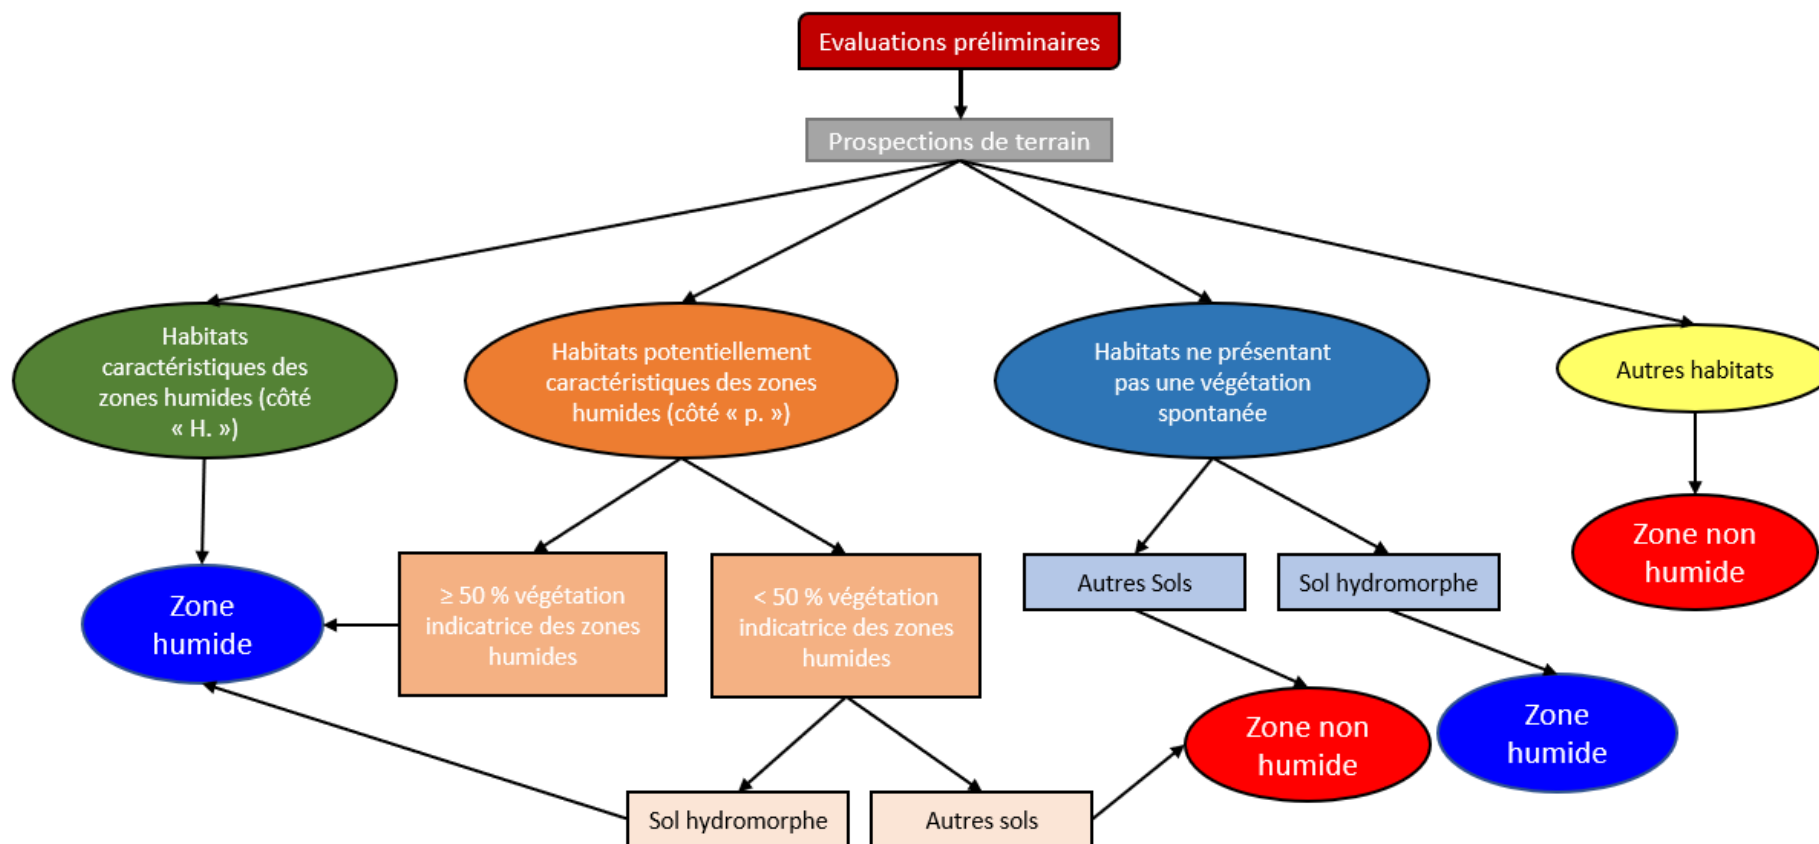 Evaluations préliminaires
Prospections de terrain
Habitats
caractéristiques des
zones humides (côté
« H. »)
Habitats potentiellement
caractéristiques des zones
humides (côté « p. »)
Habitats ne présentant
pas une végétation
spontanée
Autres habitats
Zone
humide
≥ 50 % végétation
indicatrice des zones
humides
< 50 % végétation
indicatrice des zones
humides
Autres Sols
Sol hydromorphe
Zone non
humide
Sol hydromorphe
Autres sols
Zone non
humide
Zone
humide